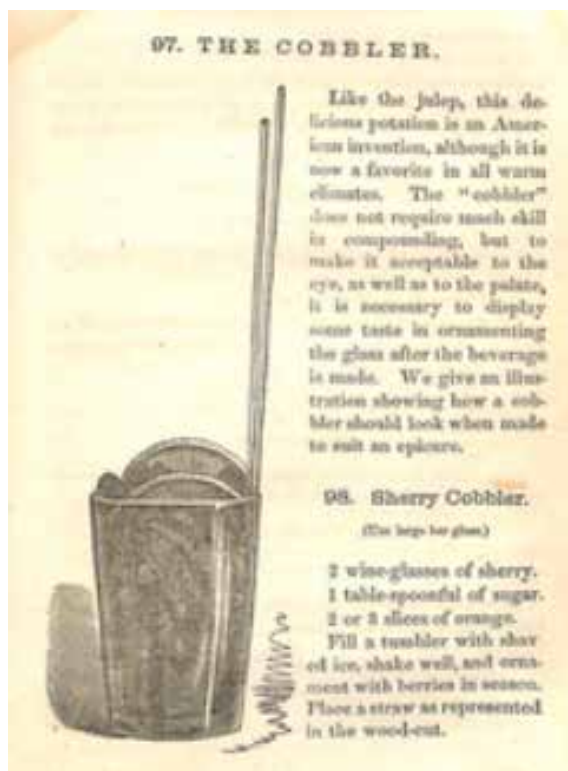 97. THE COBBLER.
Like the julep, this de-
licious potation is an Amer-
ican invention, although it is
now a favorite in all warm
climates. The "cobbler"
does not require much skill
in compounding, but to
make it acceptable to the
eye, as well as to the palate,
it is necessary to display
some taste in ornamenting
the glass after the beverage
is made. We give an illus-
tration showing how a cob-
bler should look when made
to suit an epicure.
98. Sherry Cobbler.
(Use large bar glass.)
2 wine-glasses of sherry.
1 table-spoonful of sugar.
2 or 3 slices of orange.
Fill a tumbler with shav
ed ice, shake well, and orna-
ment with berries in season.
Place a straw as represented
in the wood-cut.